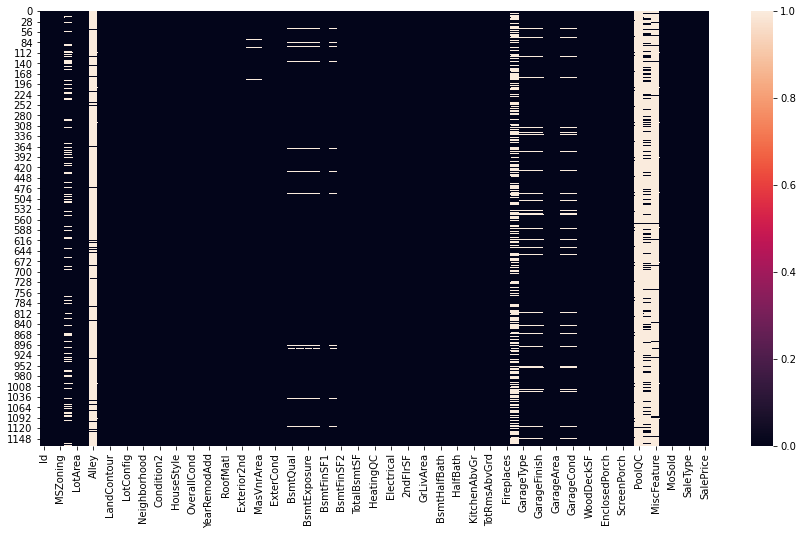 0
28
56
84
112
140
168
196
224
252
280
308
336
364
392
420
448
476
504
532
560
588
616
644
672
700
728
756
784
812
840
868
896
924
952
980
1008
1036
1064
1092
1120
1148
Id
MSZoning
LotArea
Alley
LandContour
LotConfig
Neighborhood
Condition2
HouseStyle
OverallCond
YearRemodAdd
RoofMatl
Exterior2nd
MasVnrArea
ExterCond
BsmtQual
BsmtExposure
BsmtFinSF1
BsmtFinSF2
TotalBsmtSF
HeatingQC
Electrical
2ndFlrSF
GrLivArea
BsmtHalfBath
HalfBath
KitchenAbvGr
TotRmsAbvGrd
Fireplaces
GarageType
GarageFinish
GarageArea
GarageCond
WoodDeckSF
EnclosedPorch
ScreenPorch
PoolQC
MiscFeature
MoSold
SaleType
SalePrice
1.0
0.8
0.6
0.4
0.2
0.0